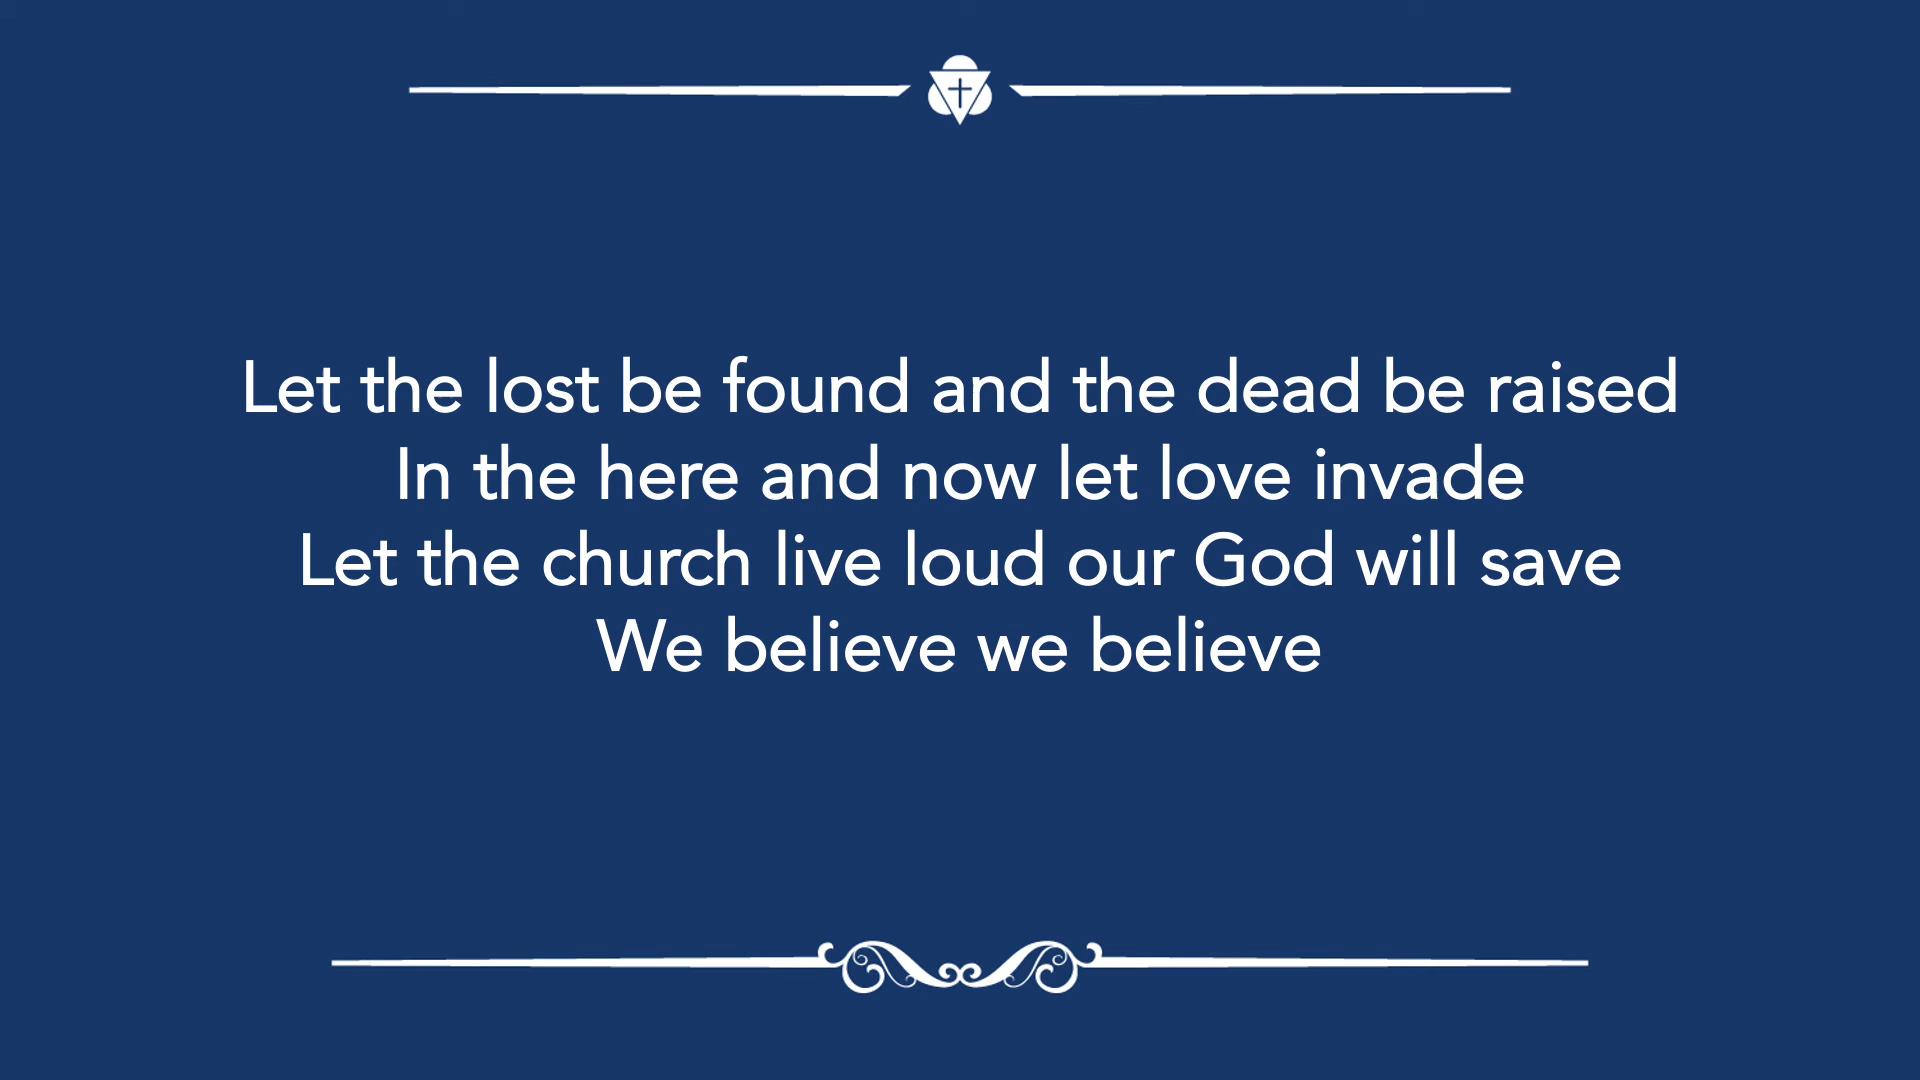 Let the lost be found and the dead be raised
In the here and now let love invade
Let the church live loud our God will save
We believe we believe